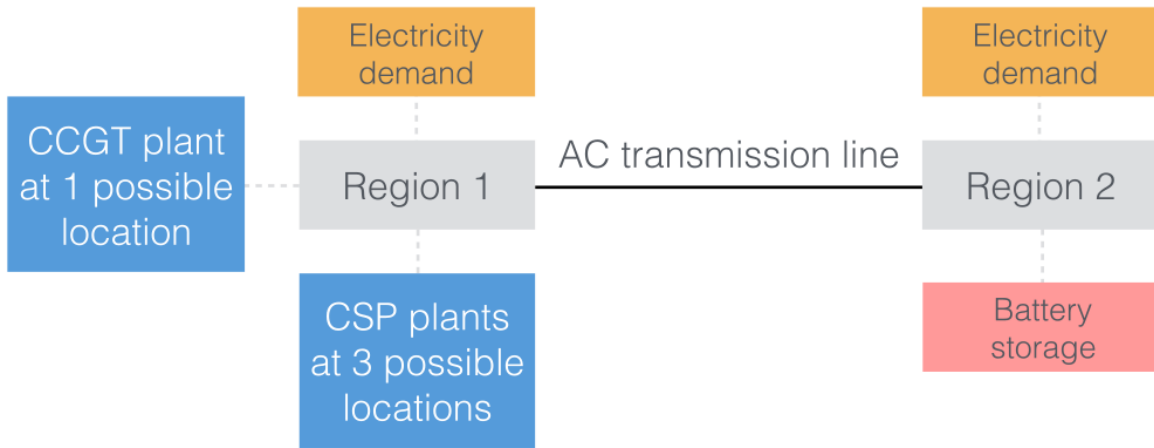 Electricity
demand
Electricity
demand
CCGT plant
at 1 possible
location
Region 1
AC transmission line
Region 2
CSP plants
at 3 possible
locations
Battery
storage